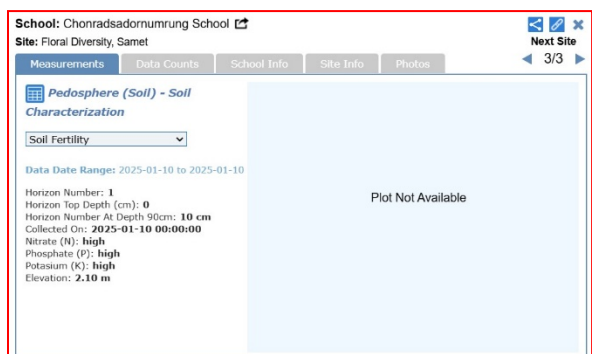 School: Chonradsadornumrung School
Site: Floral Diversity, Samet
Next Site
3/3
Measurements
Data Counts
School Info
Site Info
Photos
Pedosphere (Soil) - Soil
Characterization
Soil Fertility
Data Date Range: 2025-01-10 to 2025-01-10
Horizon Number: 1
Horizon Top Depth (cm): 0
Horizon Number At Depth 90cm: 10 cm
Collected On: 2025-01-10 00:00:00
Nitrate (N): high
Phosphate (P): high
Potasium (K): high
Elevation: 2.10 m
Plot Not Available